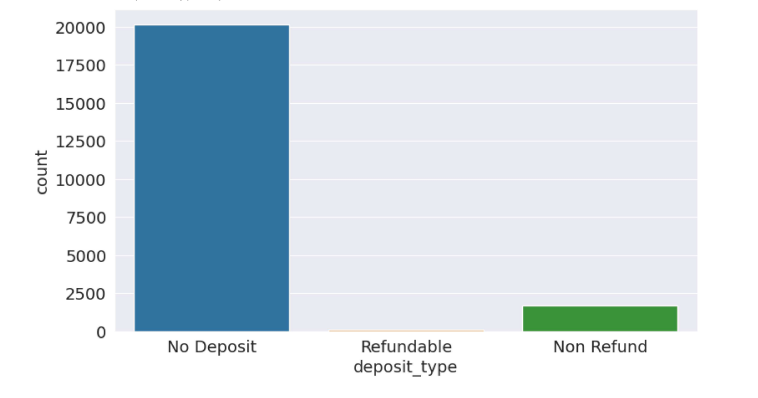 20000
17500
15000
12500
10000
7500
5000
2500
0
count
No Deposit
Refundable
Non Refund
deposit_type